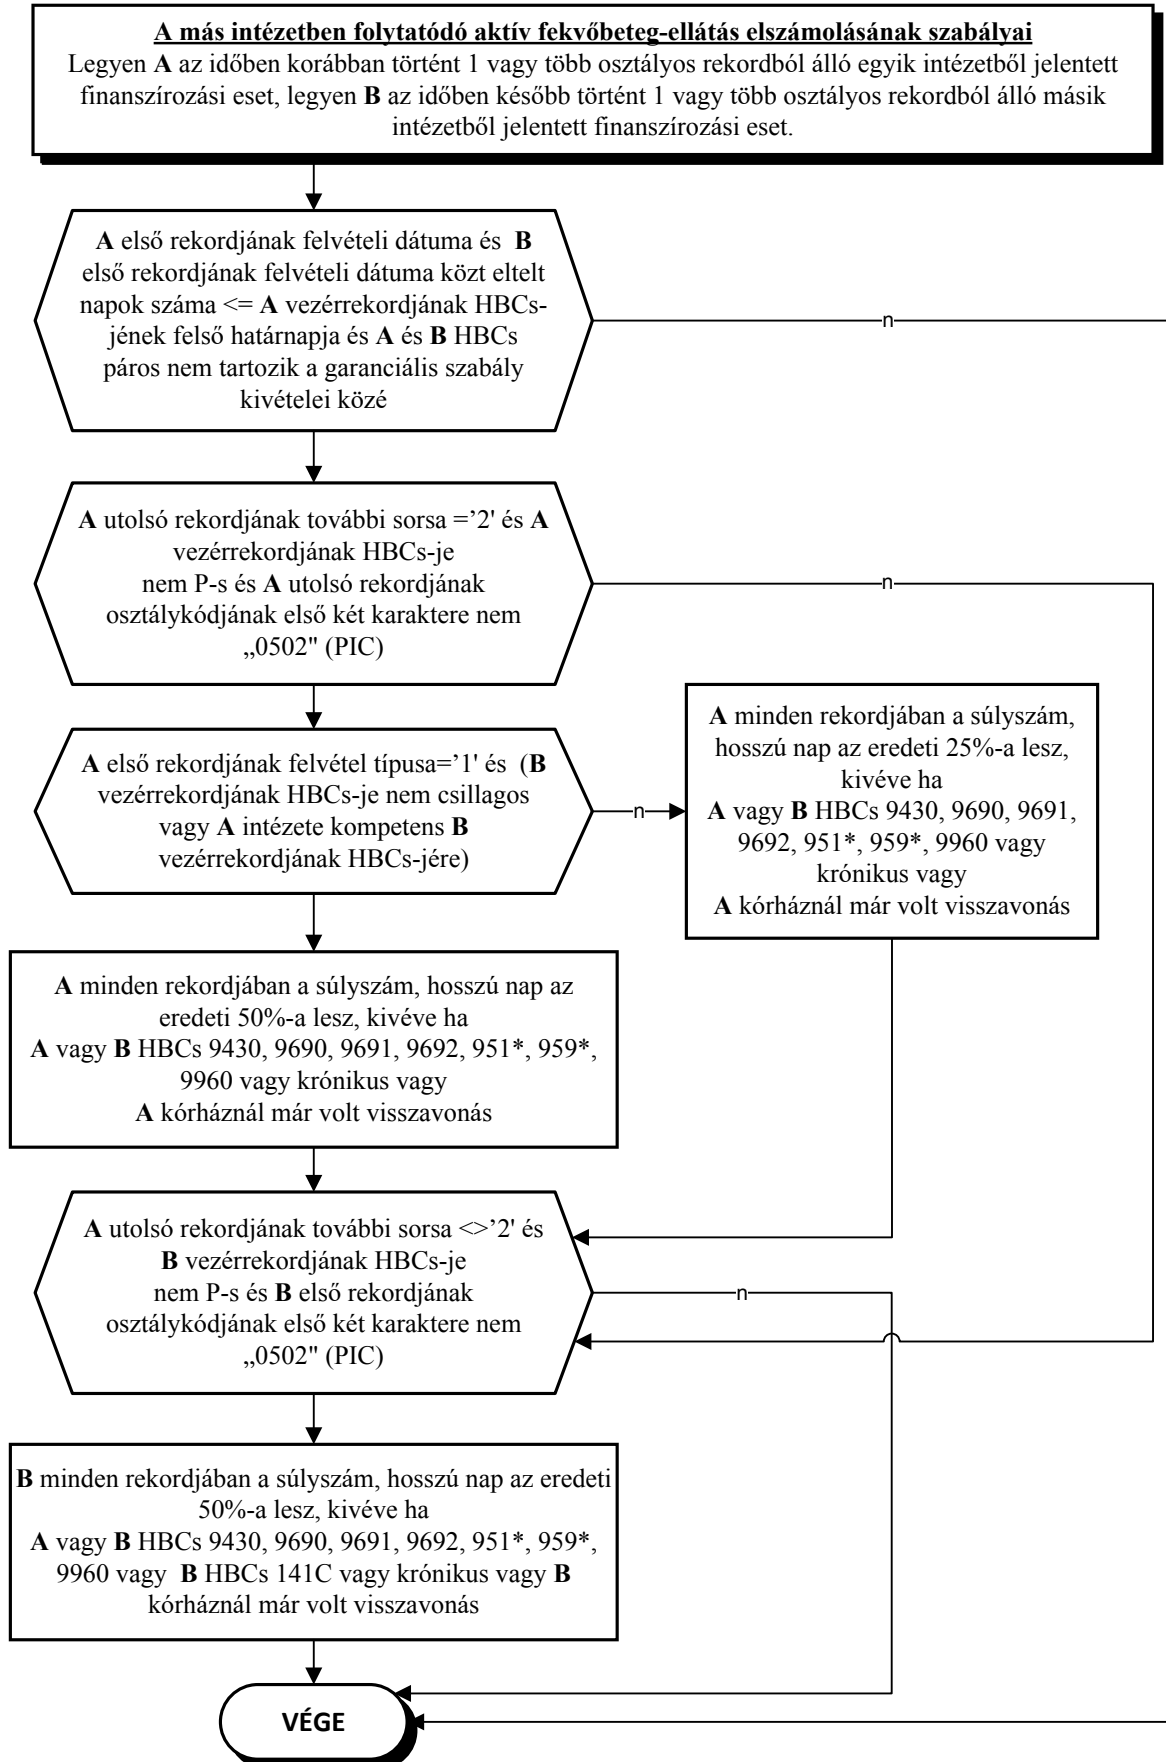 A más intézetben folytatódó aktív fekvőbeteg-ellátás elszámolásának szabályai
Legyen A az időben korábban történt 1 vagy több osztályos rekordból álló egyik intézetből jelentett
finanszírozási eset, legyen B az időben később történt 1 vagy több osztályos rekordból álló másik
intézetből jelentett finanszírozási eset.
A első rekordjának felvételi dátuma és B
első rekordjának felvételi dátuma közt eltelt
napok száma <= A vezérrekordjának HBCs-
jének felső határnapja és A és B HBCs
páros nem tartozik a garanciális szabály
kivételei közé
n
A utolsó rekordjának további sorsa =’2' és A
vezérrekordjának HBCs-je
nem P-s és A utolsó rekordjának
osztálykódjának első két karaktere nem
„0502" (PIC)
n
A első rekordjának felvétel típusa=’1' és (B
vezérrekordjának HBCs-je nem csillagos
vagy A intézete kompetens B
vezérrekordjának HBCs-jére)
n
A minden rekordjában a súlyszám,
hosszú nap az eredeti 25%-a lesz,
kivéve ha
A vagy B HBCs 9430, 9690, 9691,
9692, 951*, 959*, 9960 vagy
krónikus vagy
A kórháznál már volt visszavonás
A minden rekordjában a súlyszám, hosszú nap az
eredeti 50%-a lesz, kivéve ha
A vagy B HBCs 9430, 9690, 9691, 9692, 951*, 959*,
9960 vagy krónikus vagy
A kórháznál már volt visszavonás
A utolsó rekordjának további sorsa <>’2' és
B vezérrekordjának HBCs-je
nem P-s és B első rekordjának
osztálykódjának első két karaktere nem
„0502" (PIC)
n
B minden rekordjában a súlyszám, hosszú nap az eredeti
50%-a lesz, kivéve ha
A vagy B HBCs 9430, 9690, 9691, 9692, 951*, 959*,
9960 vagy B HBCs 141C vagy krónikus vagy B
kórháznál már volt visszavonás
VÉGE